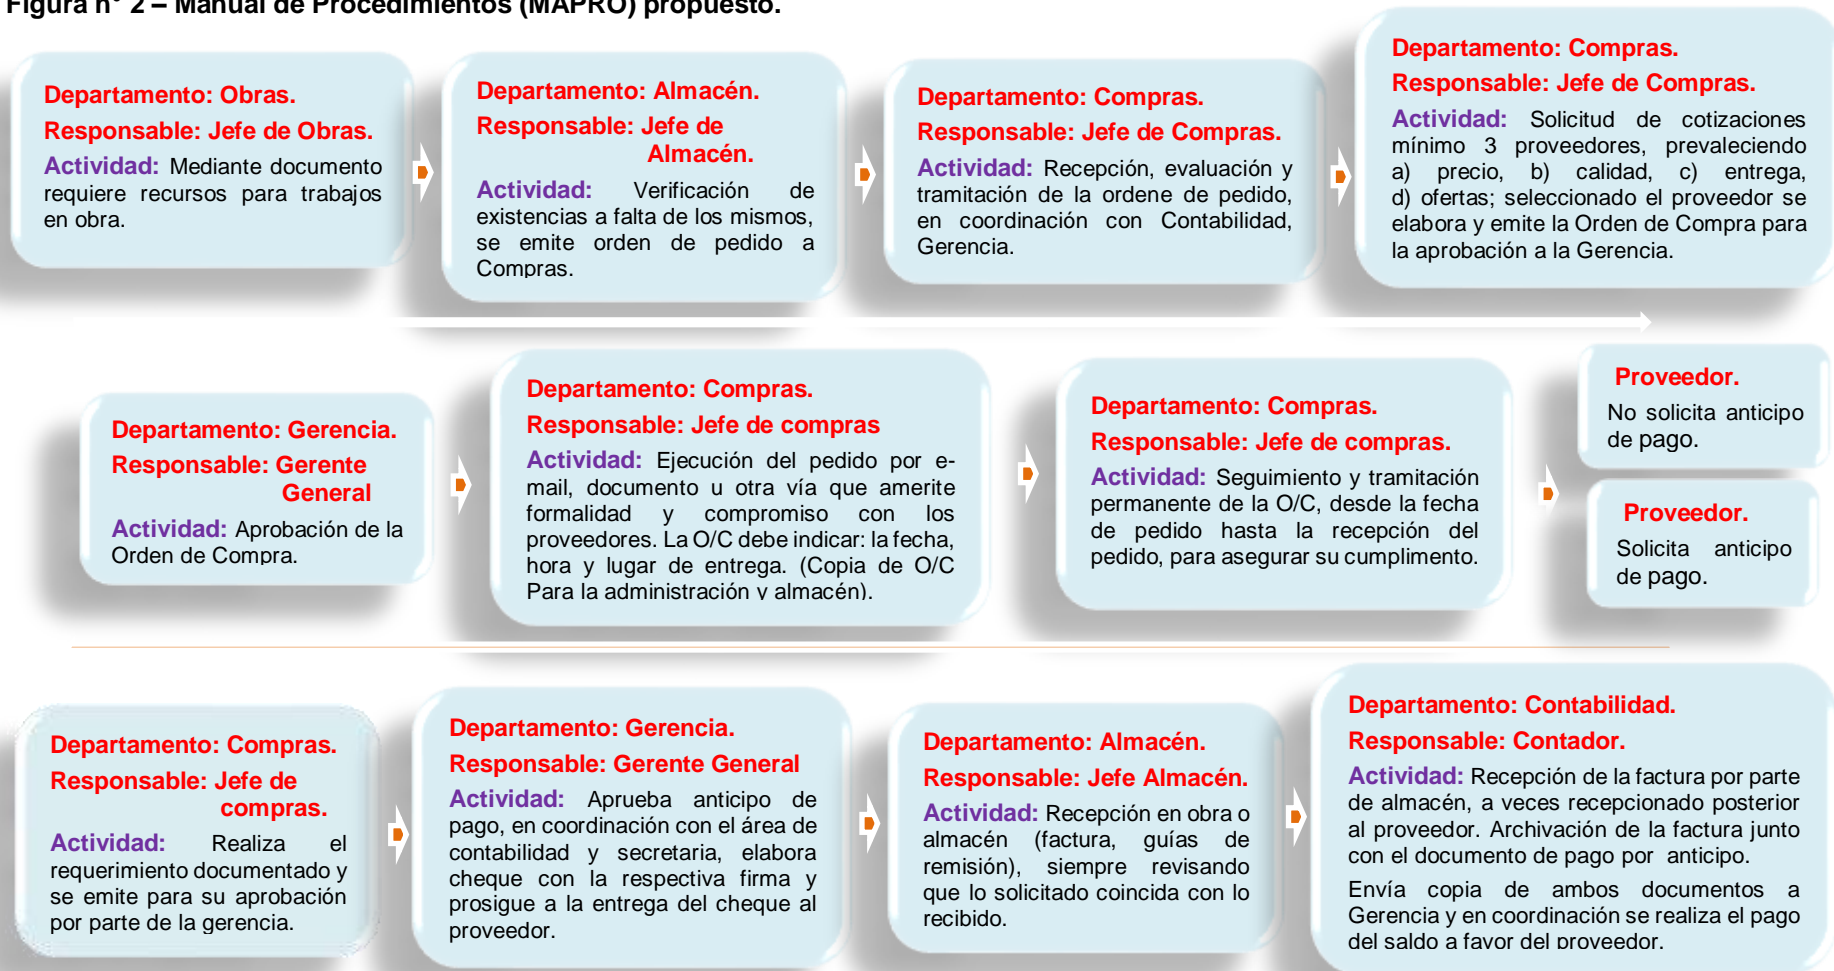 Figura n° 2 – Manual de Procedimientos (MAPRO) propuesto.
Departamento: Obras.
Responsable: Jefe de Obras.
Actividad: Mediante documento
requiere recursos para trabajos
en obra.
Departamento: Almacén.
Responsable: Jefe de
Almacén.
Actividad: Verificación de
existencias a falta de los mismos,
se emite orden de pedido a
Compras.
Departamento: Compras.
Responsable: Jefe de Compras.
Actividad: Recepción, evaluación y
tramitación de la ordene de pedido,
en coordinación con Contabilidad,
Gerencia.
Departamento: Compras.
Responsable: Jefe de Compras.
Actividad: Solicitud de cotizaciones
mínimo 3 proveedores, prevaleciendo
a) precio, b) calidad, c) entrega,
d) ofertas; seleccionado el proveedor se
elabora y emite la Orden de Compra para
la aprobación a la Gerencia.
Departamento: Gerencia.
Responsable: Gerente
General
Actividad: Aprobación de la
Orden de Compra.
Departamento: Compras.
Responsable: Jefe de compras
Actividad: Ejecución del pedido por e-
mail, documento u otra vía que amerite
formalidad y compromiso con los
proveedores. La O/C debe indicar: la fecha,
hora y lugar de entrega. (Copia de O/C
Para la administración y almacén).
Departamento: Compras.
Responsable: Jefe de compras.
Actividad: Seguimiento y tramitación
permanente de la O/C, desde la fecha
de pedido hasta la recepción del
pedido, para asegurar su cumplimento.
Proveedor.
No solicita anticipo
de pago.
Proveedor.
Solicita anticipo
de pago.
Departamento: Compras.
Responsable: Jefe de
compras.
Actividad: Realiza el
requerimiento documentado y
se emite para su aprobación
por parte de la gerencia.
Departamento: Gerencia.
Responsable: Gerente General
Actividad: Aprueba anticipo de
pago, en coordinación con el área de
contabilidad y secretaria, elabora
cheque con la respectiva firma y
prosigue a la entrega del cheque al
proveedor.
Departamento: Almacén.
Responsable: Jefe Almacén.
Actividad: Recepción en obra o
almacén (factura, guías de
remisión), siempre revisando
que lo solicitado coincida con lo
recibido.
Departamento: Contabilidad.
Responsable: Contador.
Actividad: Recepción de la factura por parte
de almacén, a veces recepcionado posterior
al proveedor. Archivación de la factura junto
con el documento de pago por anticipo.
Envía copia de ambos documentos a
Gerencia y en coordinación se realiza el pago
del saldo a favor del proveedor.